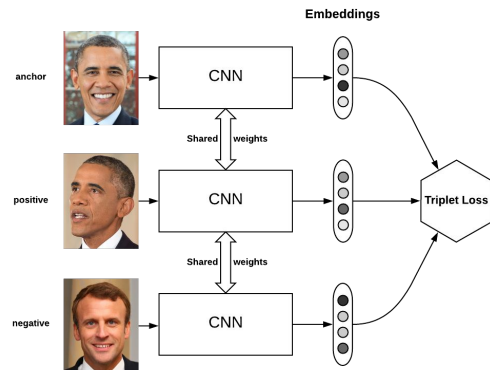 Embeddings
anchor
CNN
Shared weights
positive
CNN
Triplet Loss
Shared weights
negative
CNN